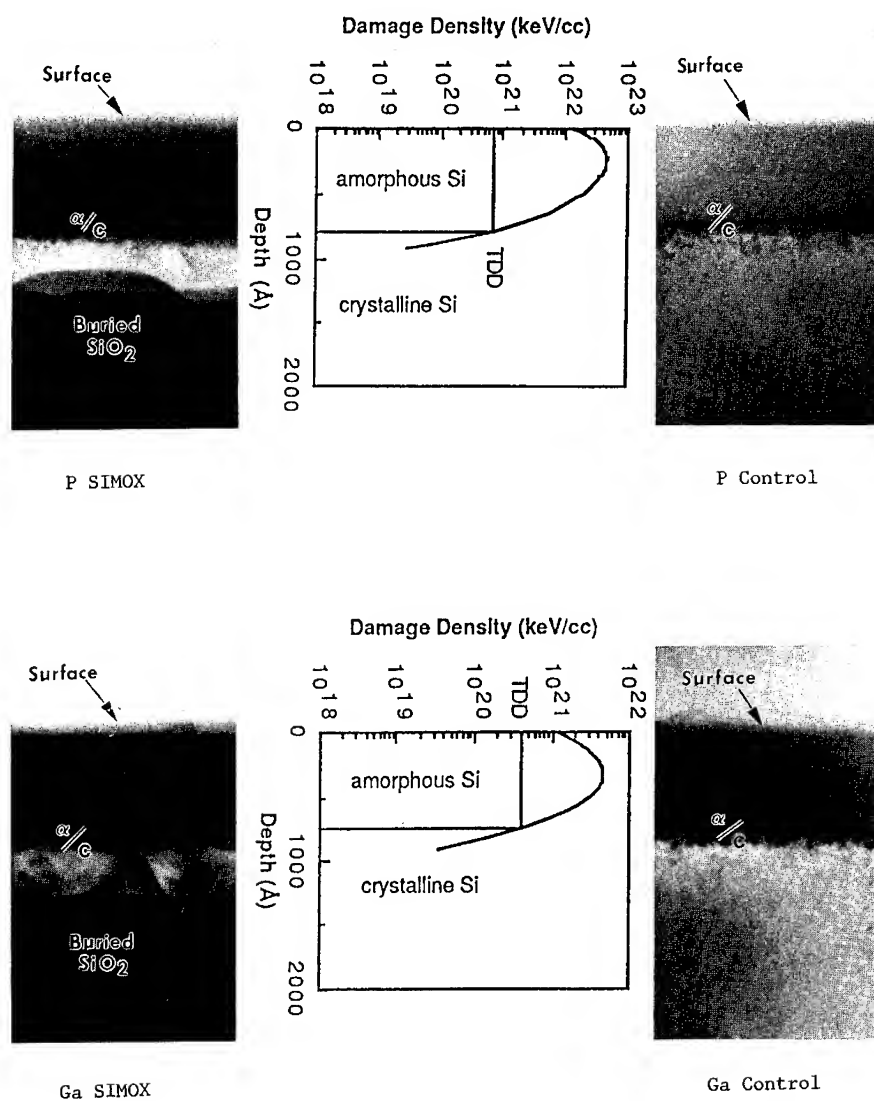 Damage Density (keV/cc)
10^18 10^19 10^20 10^21 10^22 10^23
Surface
α/c
Buried
SiO2
P SIMOX
0
1000
2000
Depth (Å)
amorphous Si
TDD
crystalline Si
Surface
α/c
P Control
Damage Density (keV/cc)
10^18 10^19 10^20 10^21 10^22
Surface
α/c
Buried
SiO2
Ga SIMOX
TDD
0
1000
2000
Depth (Å)
amorphous Si
crystalline Si
Surface
α/c
Ga Control